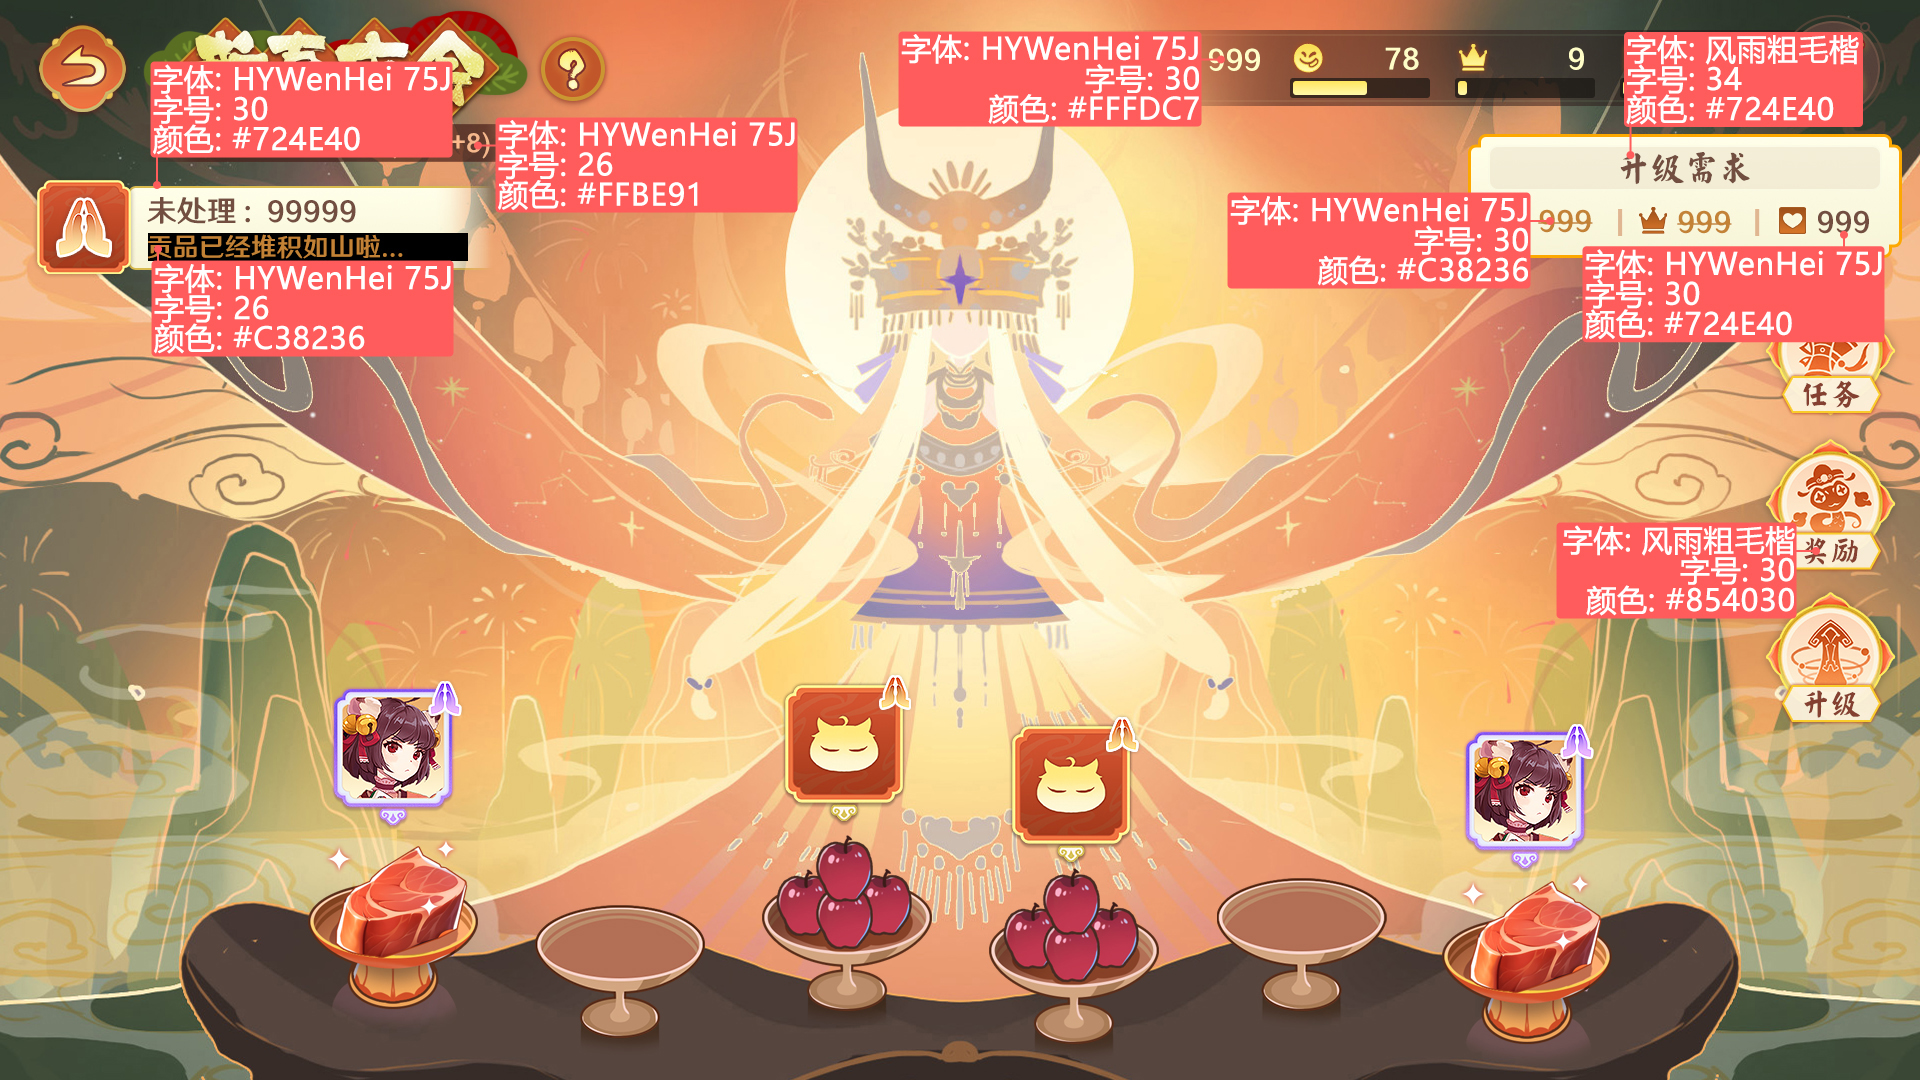 字体: HYWenHei 75J
字号: 30
颜色: #724E40
+8)
字体: HYWenHei 75J
字号: 26
颜色: #FFBE91
字体: HYWenHei 75J
字号: 30
颜色: #FFFDC7
999
78
9
字体: 风雨粗毛楷
字号: 34
颜色: #724E40
未处理: 99999
贡品已经堆积如山啦...
字体: HYWenHei 75J
字号: 26
颜色: #C38236
升级需求
999 | 999 | 999
字体: HYWenHei 75J
字号: 30
颜色: #C38236
字体: HYWenHei 75J
字号: 30
颜色: #724E40
任务
字体: 风雨粗毛楷
字号: 30
颜色: #854030
奖励
升级